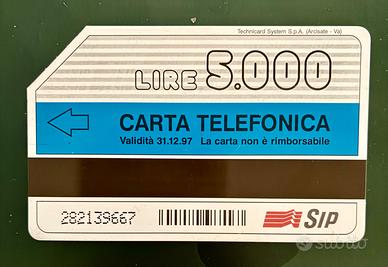 Technicard System S.p.A. (Arcisate - Va)
LIRE 5.000
CARTA TELEFONICA
Validità 31.12.97 La carta non è rimborsabile
282139667
SIP
subito